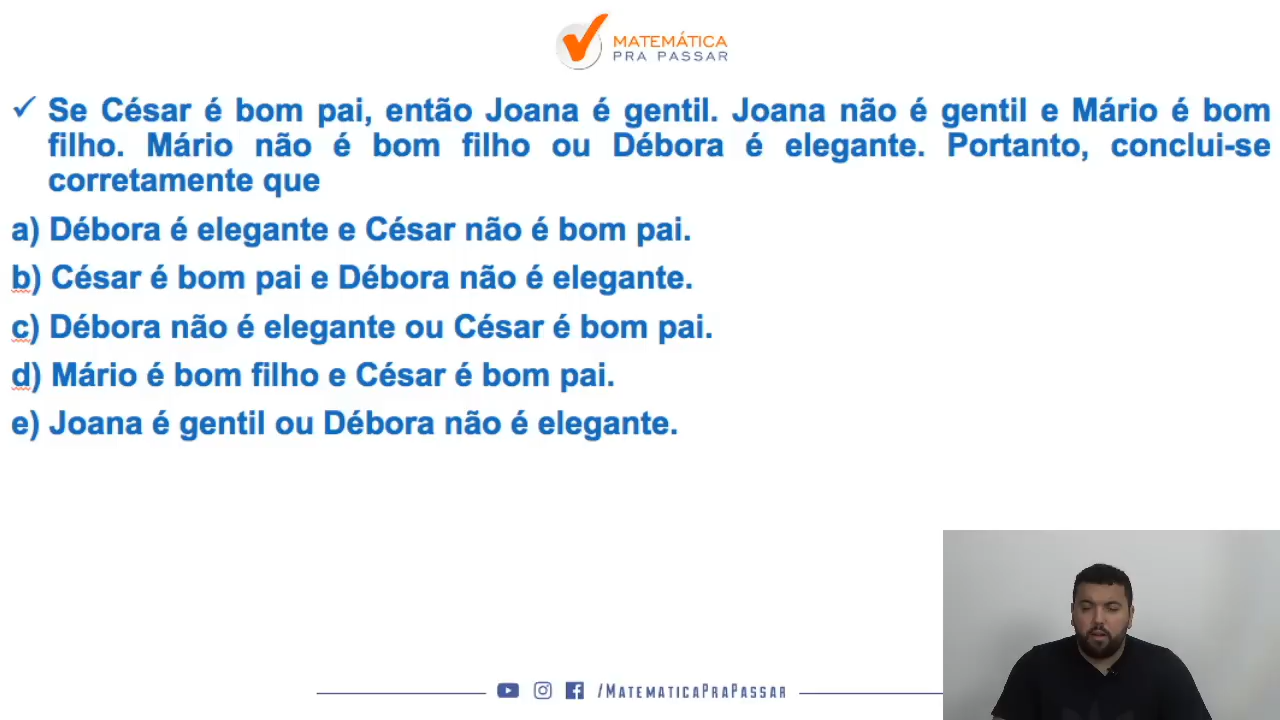 MATEMÁTICA
PRA PASSAR
✓ Se César é bom pai, então Joana é gentil. Joana não é gentil e Mário é bom
filho. Mário não é bom filho ou Débora é elegante. Portanto, conclui-se
corretamente que
a) Débora é elegante e César não é bom pai.
b) César é bom pai e Débora não é elegante.
c) Débora não é elegante ou César é bom pai.
d) Mário é bom filho e César é bom pai.
e) Joana é gentil ou Débora não é elegante.
/MATEMATICAPRAPASSAR